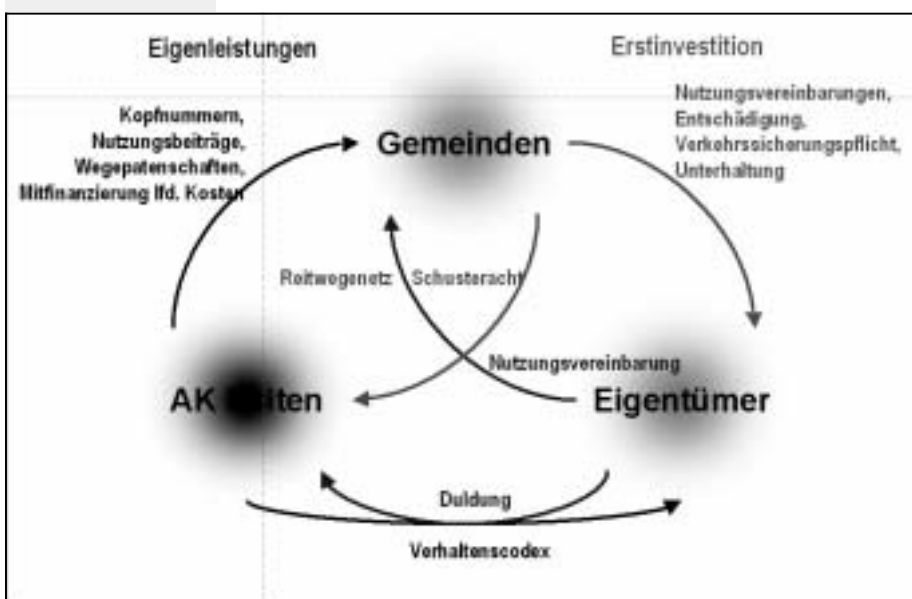 Eigenleistungen
Erstinvestition
Kopfnummern,
Nutzungsbeiträge,
Wegepatenschaften,
Mitfinanzierung lfd. Kosten
Gemeinden
Nutzungsvereinbarungen,
Entschädigung,
Verkehrssicherungspflicht,
Unterhaltung
Reitwegenetz
Schusteracht
Nutzungsvereinbarung
AK
Eigentümer
Duldung
Verhaltenscodex